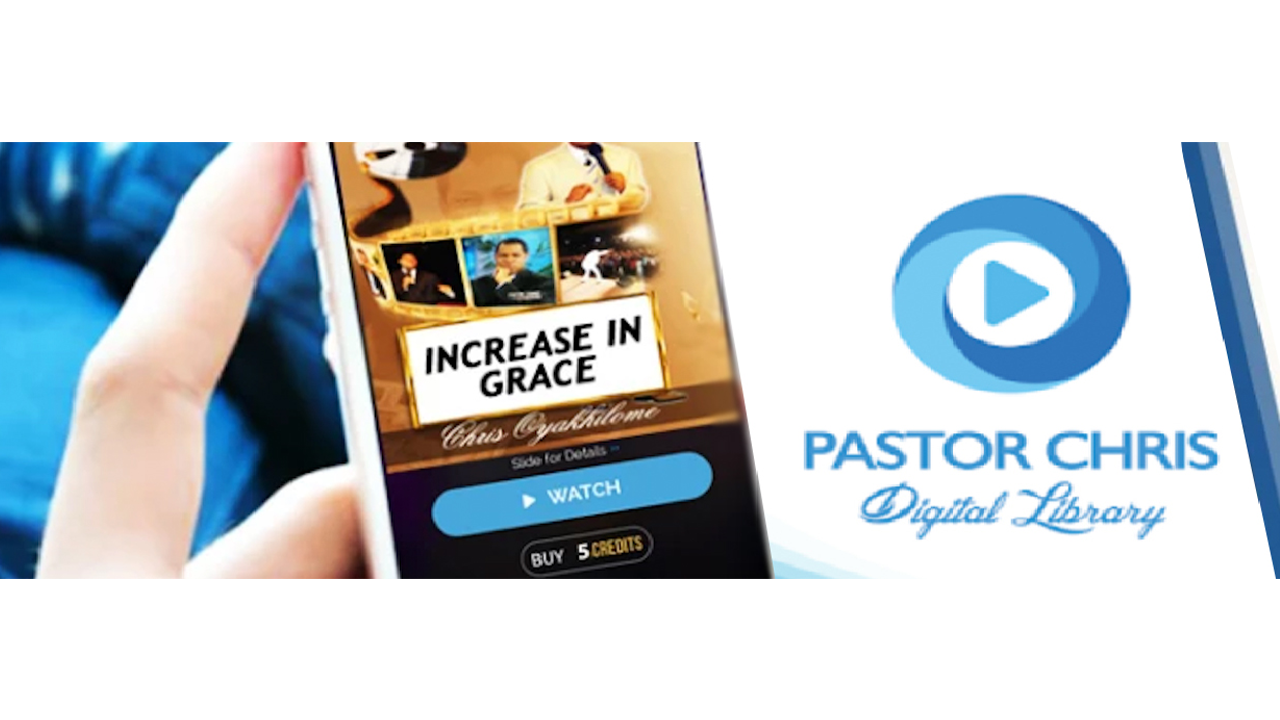 INCREASE IN
GRACE
Chris Oyakhilome
Slide for Details
WATCH
BUY 5 CREDITS
PASTOR CHRIS
Digital Library